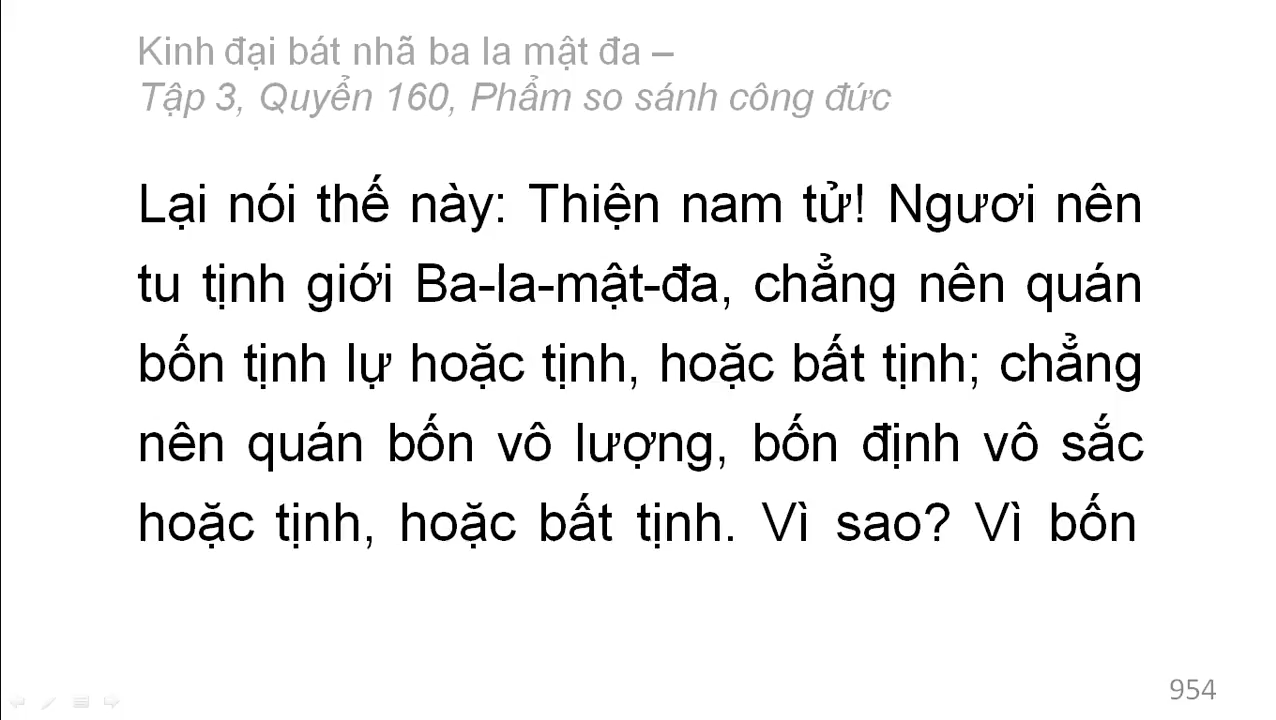 Kinh đại bát nhã ba la mật đa –
Tập 3, Quyển 160, Phẩm so sánh công đức
Lại nói thế này: Thiện nam tử! Ngươi nên
tu tịnh giới Ba-la-mật-đa, chẳng nên quán
bốn tịnh lự hoặc tịnh, hoặc bất tịnh; chẳng
nên quán bốn vô lượng, bốn định vô sắc
hoặc tịnh, hoặc bất tịnh. Vì sao? Vì bốn
954